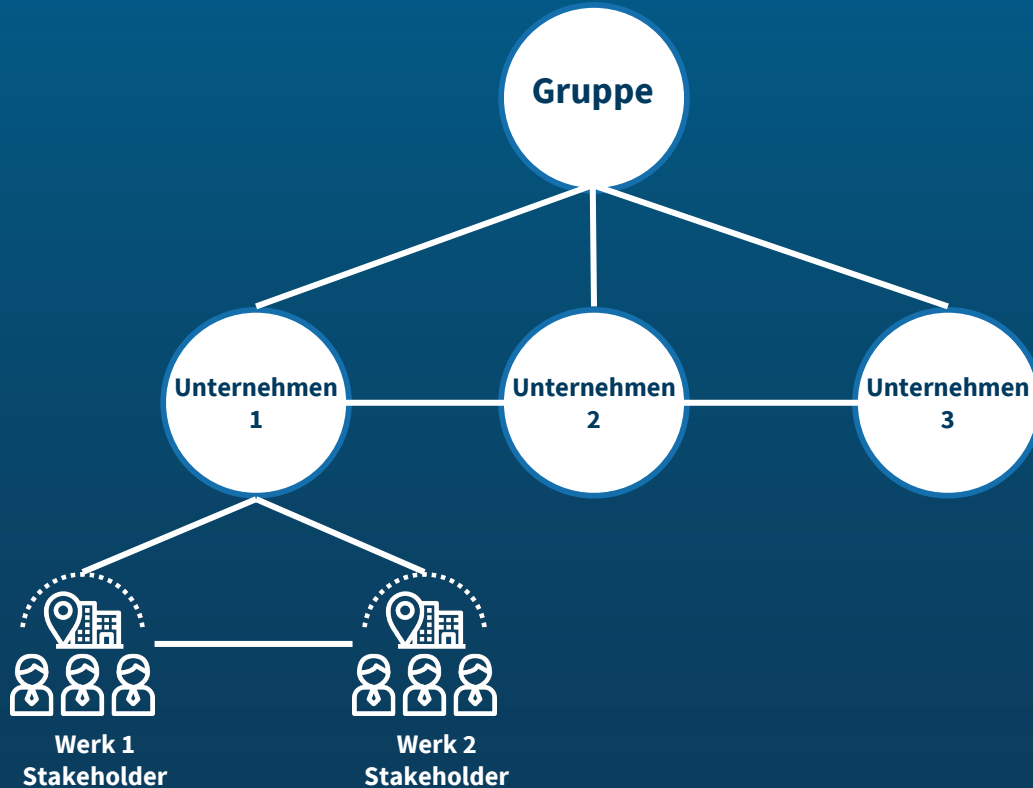 Gruppe
Unternehmen
1
Unternehmen
2
Unternehmen
3
Werk 1
Stakeholder
Werk 2
Stakeholder